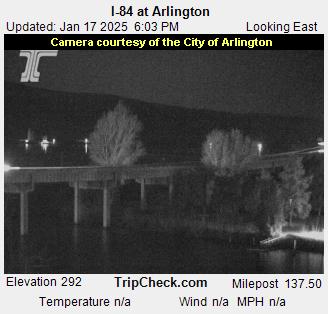 I-84 at Arlington
Updated: Jan 17 2025 6:03 PM Looking East
Camera courtesy of the City of Arlington
Elevation 292 TripCheck.com Milepost 137.50
Temperature n/a Wind n/a MPH n/a